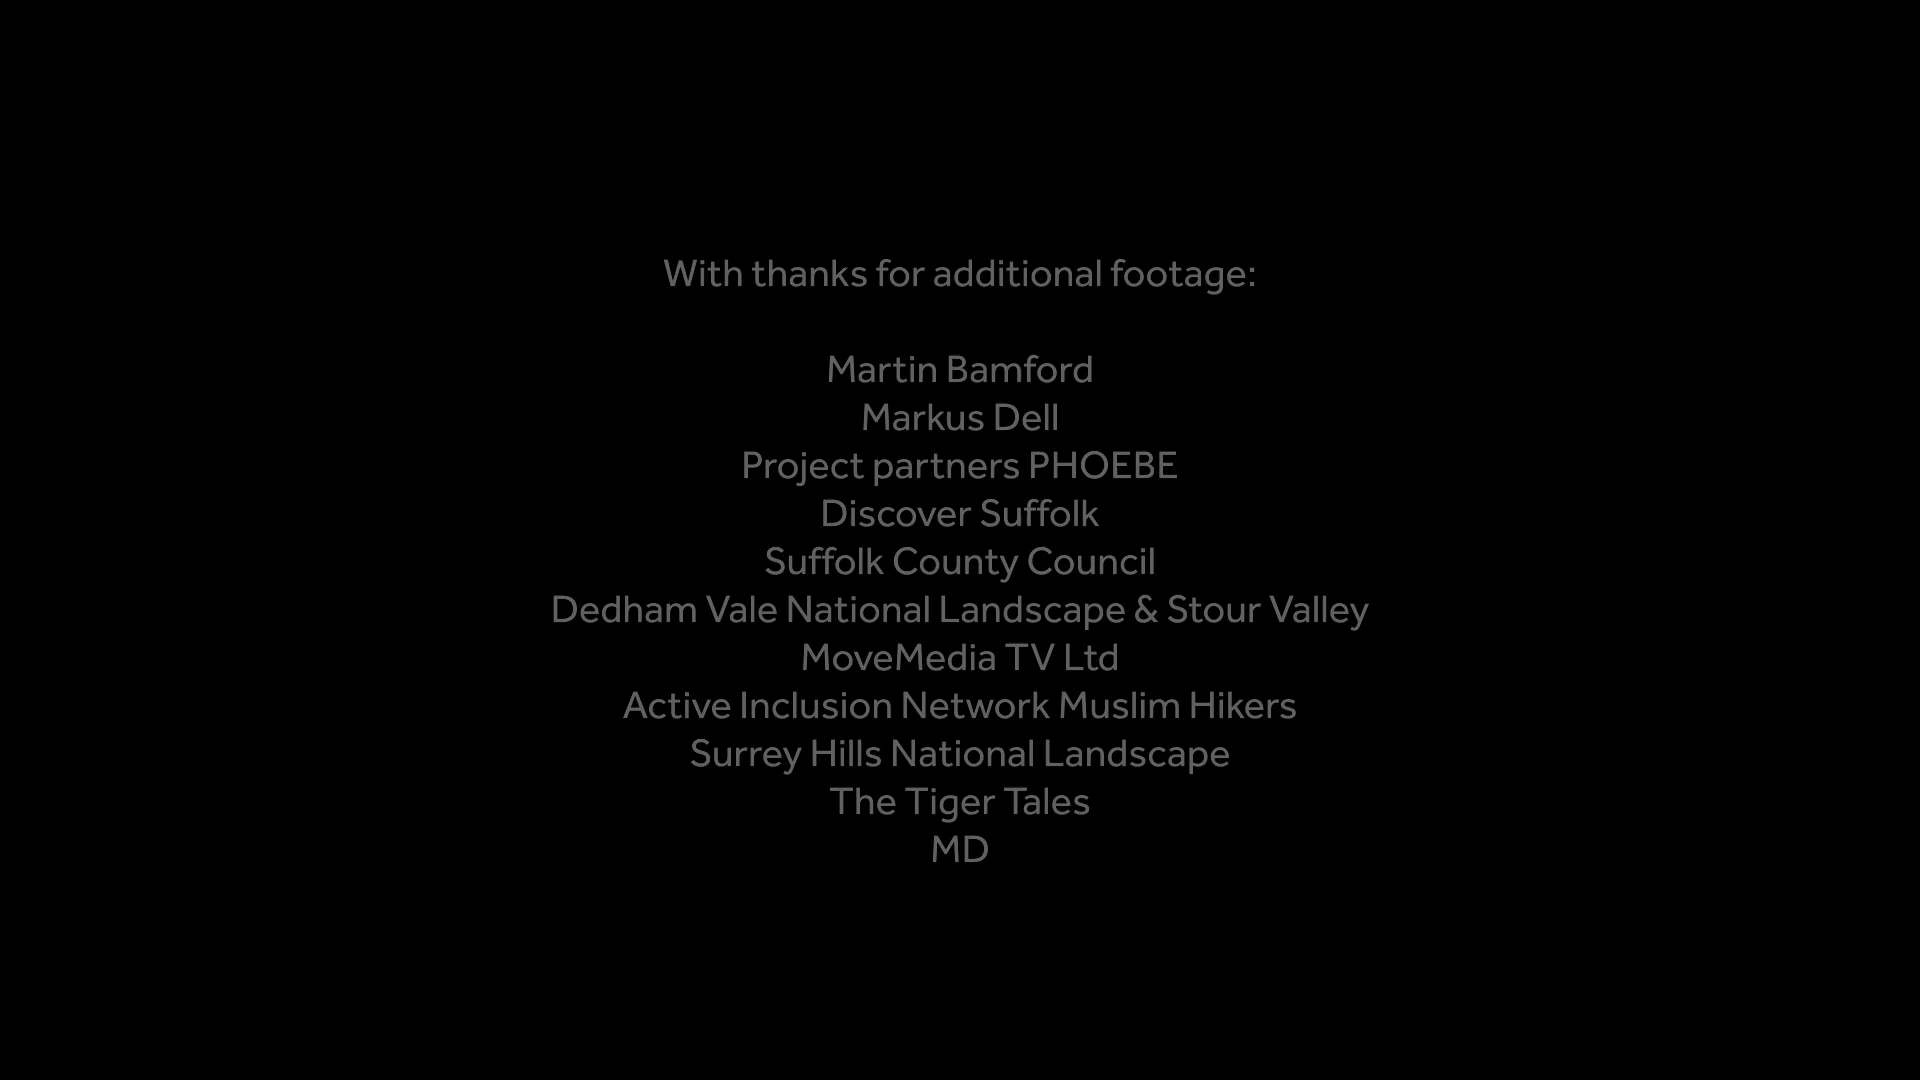 With thanks for additional footage:
Martin Bamford
Markus Dell
Project partners PHOEBE
Discover Suffolk
Suffolk County Council
Dedham Vale National Landscape & Stour Valley
MoveMedia TV Ltd
Active Inclusion Network Muslim Hikers
Surrey Hills National Landscape
The Tiger Tales
MD